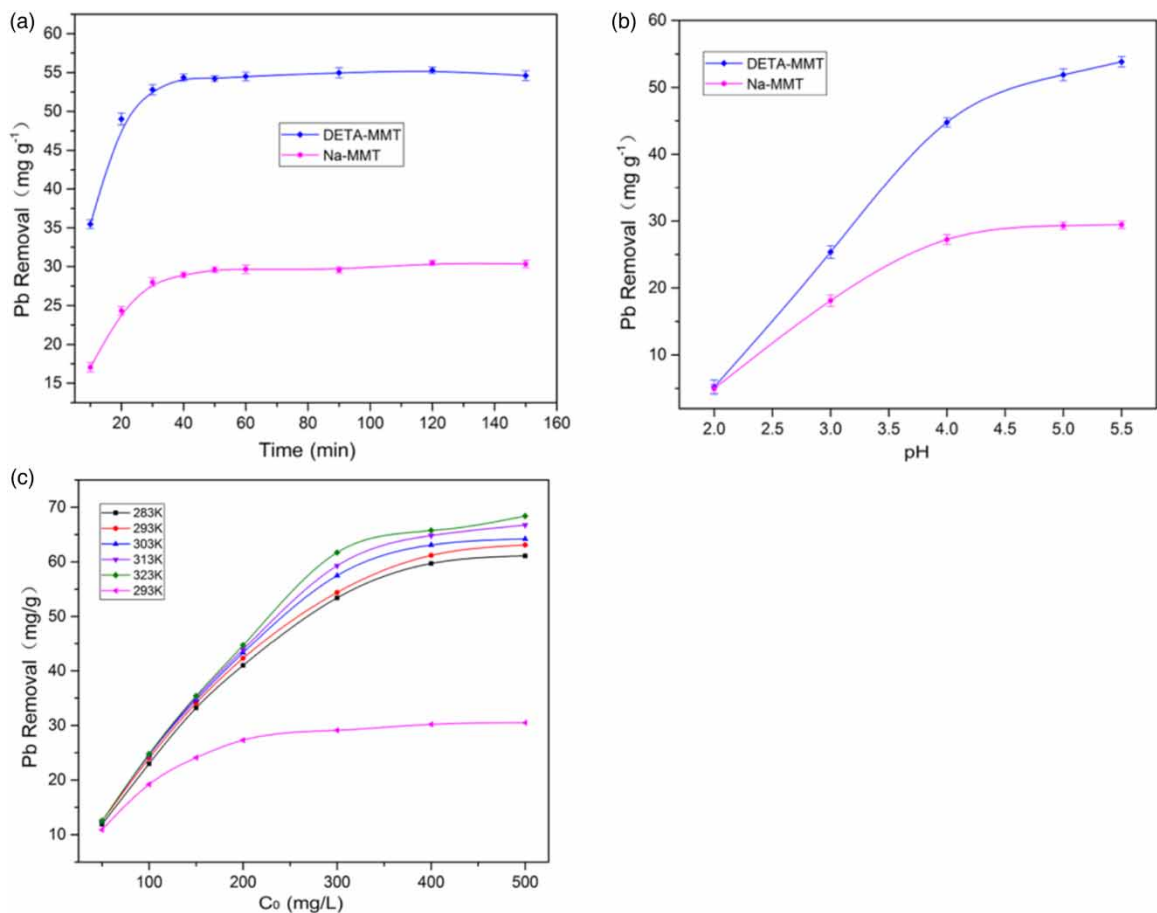 (a)
60
55
50
45
40
35
30
25
20
15
Pb Removal（mg g⁻¹）
DETA-MMT
Na-MMT
20 40 60 80 100 120 140 160
Time (min)
(b)
60
50
40
30
20
10
Pb Removal（mg g⁻¹）
DETA-MMT
Na-MMT
2.0 2.5 3.0 3.5 4.0 4.5 5.0 5.5
pH
(c)
70
60
50
40
30
20
10
Pb Removal（mg/g）
283K
293K
303K
313K
323K
293K
100 200 300 400 500
C₀ (mg/L)